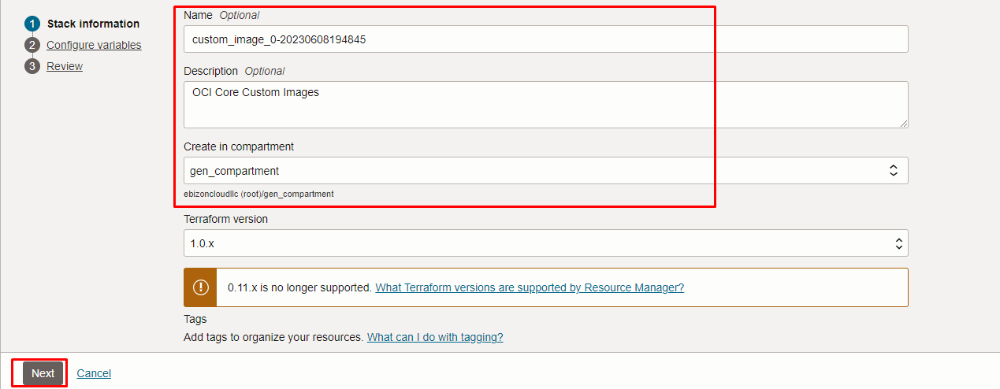 1 Stack information
2 Configure variables
3 Review
Name Optional
custom_image_0-20230608194845
Description Optional
OCI Core Custom Images
Create in compartment
gen_compartment
ebizoncloudllc (root)/gen_compartment
Terraform version
1.0.x
0.11.x is no longer supported. What Terraform versions are supported by Resource Manager?
Tags
Add tags to organize your resources. What can I do with tagging?
Next Cancel